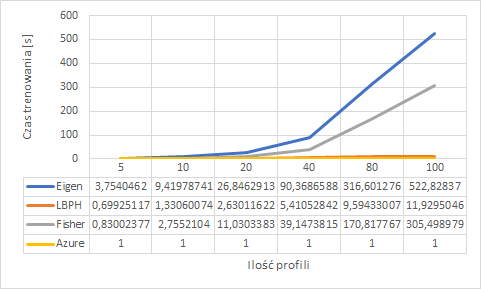 600
500
400
300
200
100
0
Czas trenowania [s]
5 10 20 40 80 100
Eigen 3,7540462 9,41978741 26,8462913 90,3686588 316,601276 522,82837
LBPH 0,69925117 1,33060074 2,63011622 5,41052842 9,59433007 11,9295046
Fisher 0,83002377 2,7552104 11,0303383 39,1473815 170,817767 305,498979
Azure 1 1 1 1 1 1
Ilość profili